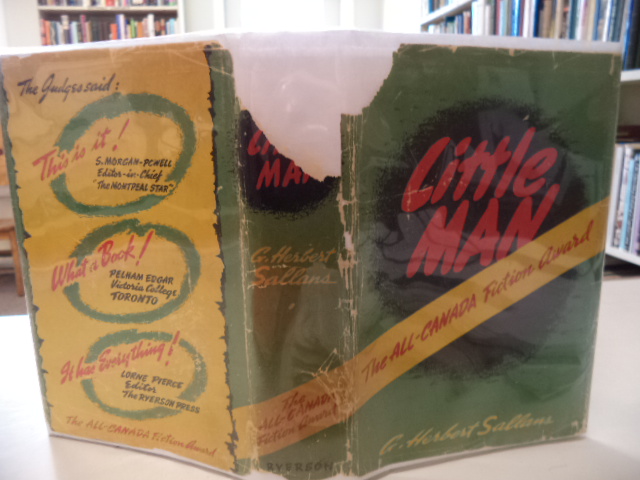 The Judges said:
This is it!
S. MORGAN-POWELL
Editor-in-Chief
"The MONTREAL STAR"
What a Book!
PELHAM EDGAR
Victoria College
TORONTO
It has Everything!
LORNE PIERCE
Editor
The RYERSON PRESS
The ALL-CANADA Fiction Award
MAN
G. Herbert
Sallans
The
ALL-CANADA
Fiction Award
RYERSON
Little
MAN
The ALL-CANADA Fiction Award
G. Herbert Sallans